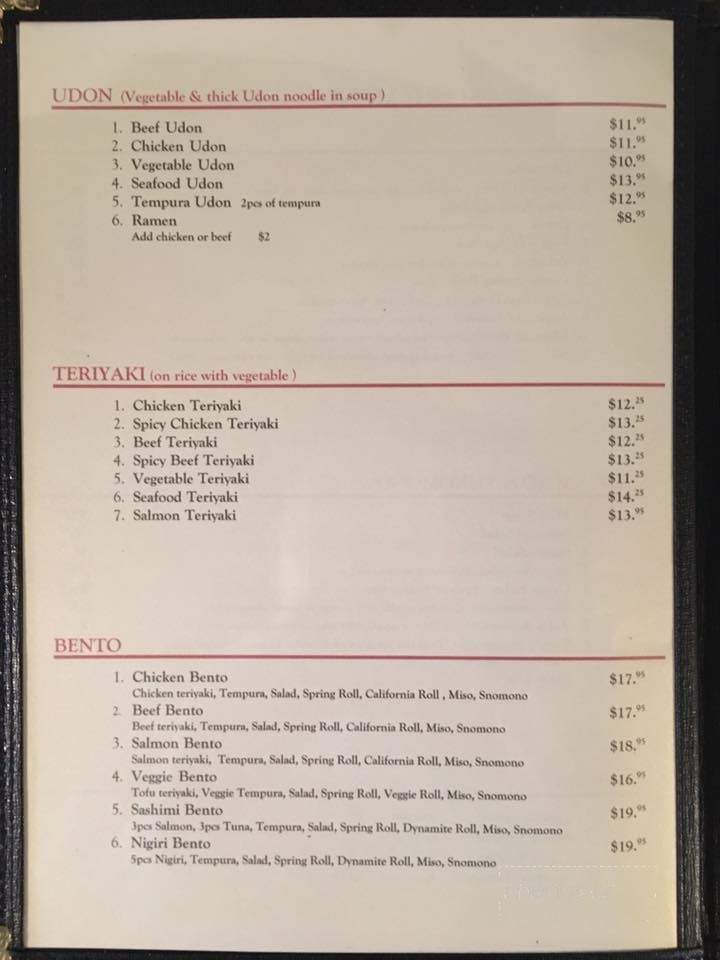 UDON (Vegetable & thick Udon noodle in soup )
1. Beef Udon $11.95
2. Chicken Udon $11.95
3. Vegetable Udon $10.95
4. Seafood Udon $13.95
5. Tempura Udon 2pcs of tempura $12.95
6. Ramen $8.95
Add chicken or beef $2
TERIYAKI (on rice with vegetable )
1. Chicken Teriyaki $12.25
2. Spicy Chicken Teriyaki $13.25
3. Beef Teriyaki $12.25
4. Spicy Beef Teriyaki $13.25
5. Vegetable Teriyaki $11.25
6. Seafood Teriyaki $14.25
7. Salmon Teriyaki $13.95
BENTO
1. Chicken Bento $17.95
Chicken teriyaki, Tempura, Salad, Spring Roll, California Roll , Miso, Snomono
2. Beef Bento $17.95
Beef teriyaki, Tempura, Salad, Spring Roll, California Roll, Miso, Snomono
3. Salmon Bento $18.95
Salmon teriyaki, Tempura, Salad, Spring Roll, California Roll, Miso, Snomono
4. Veggie Bento $16.95
Tofu teriyaki, Veggie Tempura, Salad, Spring Roll, Veggie Roll, Miso, Snomono
5. Sashimi Bento $19.95
3pcs Salmon, 3pcs Tuna, Tempura, Salad, Spring Roll, Dynamite Roll, Miso, Snomono
6. Nigiri Bento $19.95
5pcs Nigiri, Tempura, Salad, Spring Roll, Dynamite Roll, Miso, Snomono